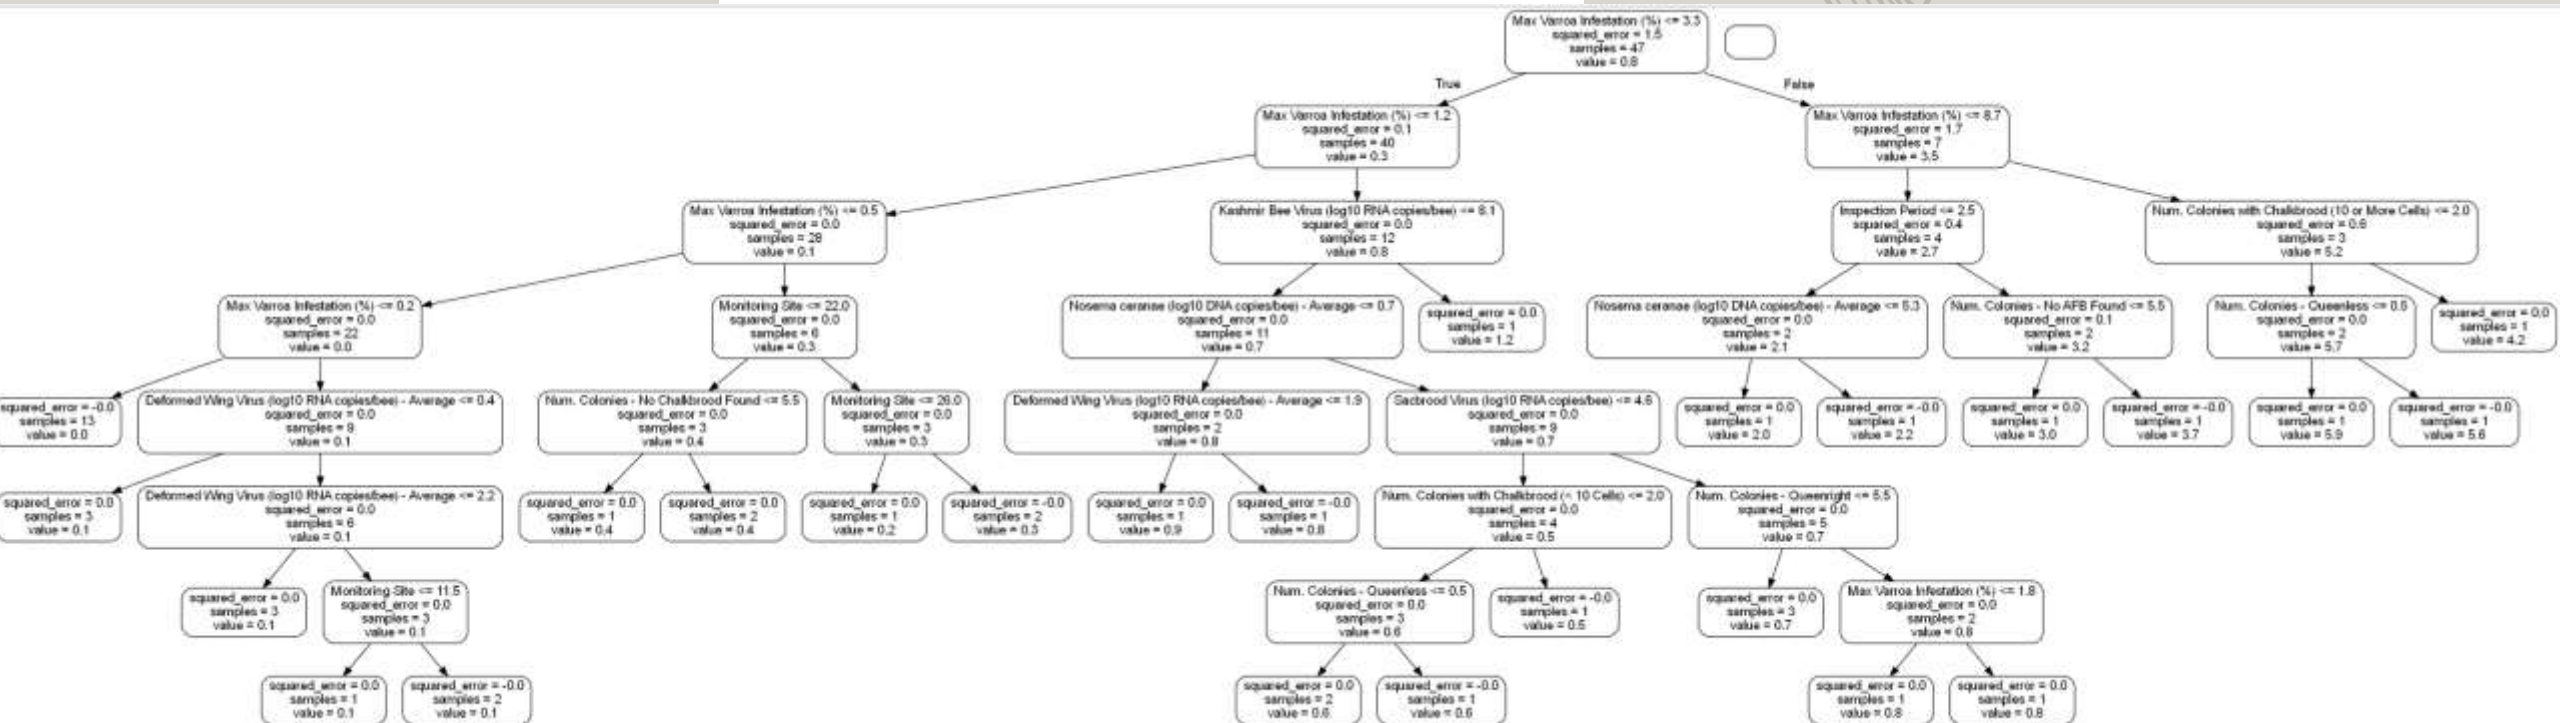 Max Varroa Infestation (%) <= 3.3
squared_error = 1.5
samples = 47
value = 0.8
True
False
Max Varroa Infestation (%) <= 1.2
squared_error = 0.1
samples = 40
value = 0.3
Max Varroa Infestation (%) <= 8.7
squared_error = 1.7
samples = 7
value = 3.5
Max Varroa Infestation (%) <= 0.5
squared_error = 0.0
samples = 28
value = 0.1
Kashmir Bee Virus (log10 RNA copies/bee) <= 8.1
squared_error = 0.0
samples = 12
value = 0.8
Inspection Period <= 2.5
squared_error = 0.4
samples = 4
value = 2.7
Num. Colonies with Chalkbrood (10 or More Cells) <= 2.0
squared_error = 0.6
samples = 3
value = 5.2
Max Varroa Infestation (%) <= 0.2
squared_error = 0.0
samples = 22
value = 0.0
Monitoring Site <= 22.0
squared_error = 0.0
samples = 6
value = 0.3
Nosema ceranae (log10 DNA copies/bee) - Average <= 0.7
squared_error = 0.0
samples = 11
value = 0.7
squared_error = 0.0
samples = 1
value = 1.2
Nosema ceranae (log10 DNA copies/bee) - Average <= 5.3
squared_error = 0.0
samples = 2
value = 2.1
Num. Colonies - No AFB Found <= 5.5
squared_error = 0.1
samples = 2
value = 3.2
Num. Colonies - Queenless <= 0.5
squared_error = 0.0
samples = 2
value = 5.7
squared_error = 0.0
samples = 1
value = 4.2
squared_error = -0.0
samples = 13
value = 0.0
Deformed Wing Virus (log10 RNA copies/bee) - Average <= 0.4
squared_error = 0.0
samples = 9
value = 0.1
Num. Colonies - No Chalkbrood Found <= 5.5
squared_error = 0.0
samples = 3
value = 0.4
Monitoring Site <= 26.0
squared_error = 0.0
samples = 3
value = 0.3
Deformed Wing Virus (log10 RNA copies/bee) - Average <= 1.9
squared_error = 0.0
samples = 2
value = 0.8
Sacbrood Virus (log10 RNA copies/bee) <= 4.6
squared_error = 0.0
samples = 9
value = 0.7
squared_error = 0.0
samples = 1
value = 2.0
squared_error = -0.0
samples = 1
value = 2.2
squared_error = 0.0
samples = 1
value = 3.0
squared_error = -0.0
samples = 1
value = 3.7
squared_error = 0.0
samples = 1
value = 5.9
squared_error = -0.0
samples = 1
value = 5.6
squared_error = 0.0
samples = 3
value = 0.1
Deformed Wing Virus (log10 RNA copies/bee) - Average <= 2.2
squared_error = 0.0
samples = 6
value = 0.1
squared_error = 0.0
samples = 1
value = 0.4
squared_error = 0.0
samples = 2
value = 0.4
squared_error = 0.0
samples = 1
value = 0.2
squared_error = -0.0
samples = 2
value = 0.3
squared_error = 0.0
samples = 1
value = 0.9
squared_error = -0.0
samples = 1
value = 0.8
Num. Colonies with Chalkbrood (< 10 Cells) <= 2.0
squared_error = 0.0
samples = 4
value = 0.5
Num. Colonies - Queenright <= 5.5
squared_error = 0.0
samples = 5
value = 0.7
squared_error = 0.0
samples = 3
value = 0.1
Monitoring Site <= 11.5
squared_error = 0.0
samples = 3
value = 0.1
Num. Colonies - Queenless <= 0.5
squared_error = 0.0
samples = 3
value = 0.6
squared_error = -0.0
samples = 1
value = 0.5
squared_error = 0.0
samples = 3
value = 0.7
Max Varroa Infestation (%) <= 1.8
squared_error = 0.0
samples = 2
value = 0.8
squared_error = 0.0
samples = 1
value = 0.1
squared_error = -0.0
samples = 2
value = 0.1
squared_error = 0.0
samples = 2
value = 0.6
squared_error = -0.0
samples = 1
value = 0.6
squared_error = 0.0
samples = 1
value = 0.8
squared_error = 0.0
samples = 1
value = 0.8